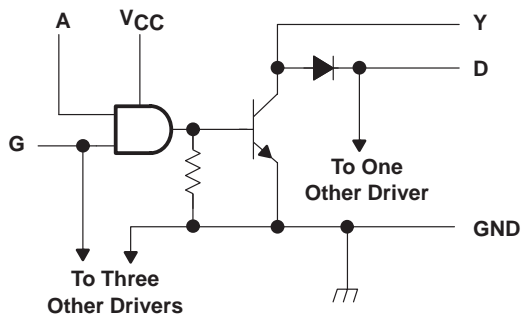 A
VCC
Y
D
G
To One
Other Driver
GND
To Three
Other Drivers